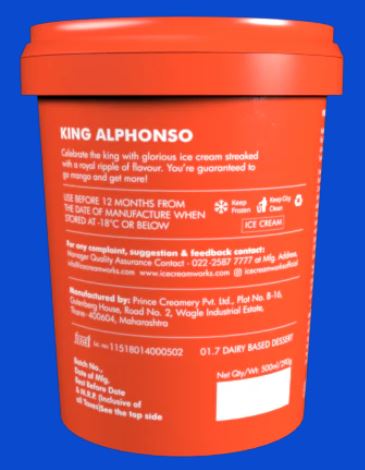 KING ALPHONSO
Celebrate the king with glorious ice cream streaked
with a royal ripple of flavour. You're guaranteed to
go mango and get more!
USE BEFORE 12 MONTHS FROM
THE DATE OF MANUFACTURE WHEN
STORED AT -18°C OR BELOW
Keep Frozen
Keep City Clean
ICE CREAM
For any complaint, suggestion & feedback contact:
Manager Quality Assurance Contact - 022-2587 7777 at Mfg. Address,
www.icecreamworks.com
Manufactured by: Prince Creamery Pvt. Ltd., Plot No. B-16,
House, Road No. 2, Wagle Industrial Estate,
Thane-400604, Maharashtra
fssai Lic. no. 11518014000502 01.7 DAIRY BASED DESSERT
Batch No.,
Date of Mfg.
Best Before Date
& M.R.P. (Inclusive of
all Taxes)See the top side
Net Qty/Wt: 500ml/290g